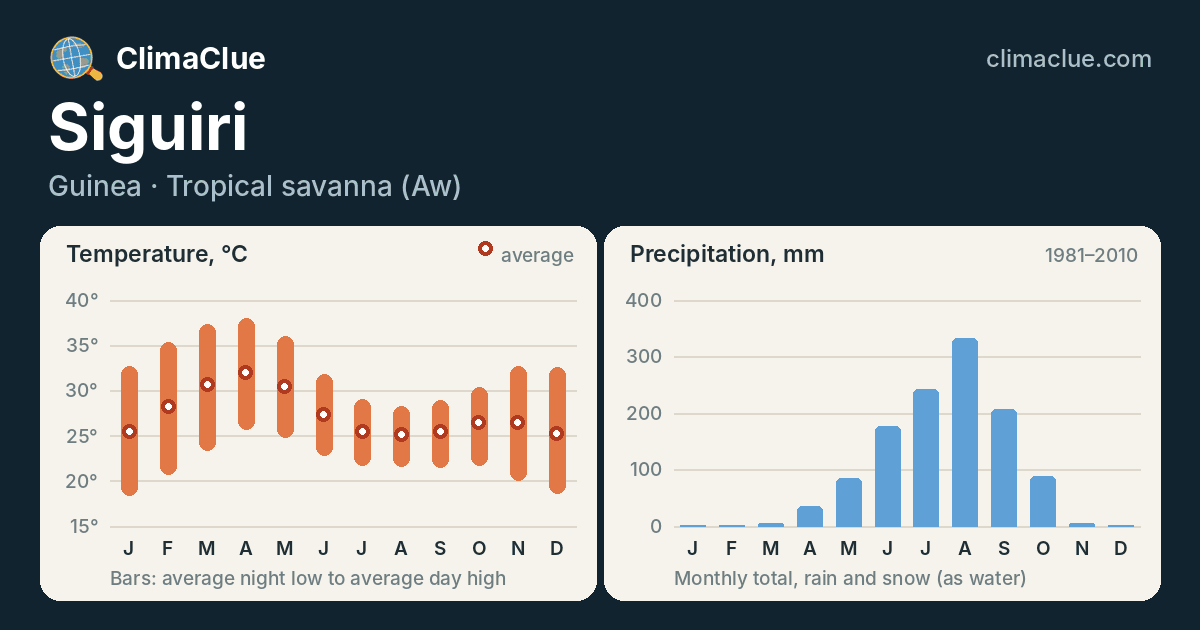 ClimaClue
climaclue.com
Siguiri
Guinea · Tropical savanna (Aw)
Temperature, °C
average
40°
35°
30°
25°
20°
15°
J F M A M J J A S O N D
Bars: average night low to average day high
Precipitation, mm
1981–2010
400
300
200
100
0
J F M A M J J A S O N D
Monthly total, rain and snow (as water)